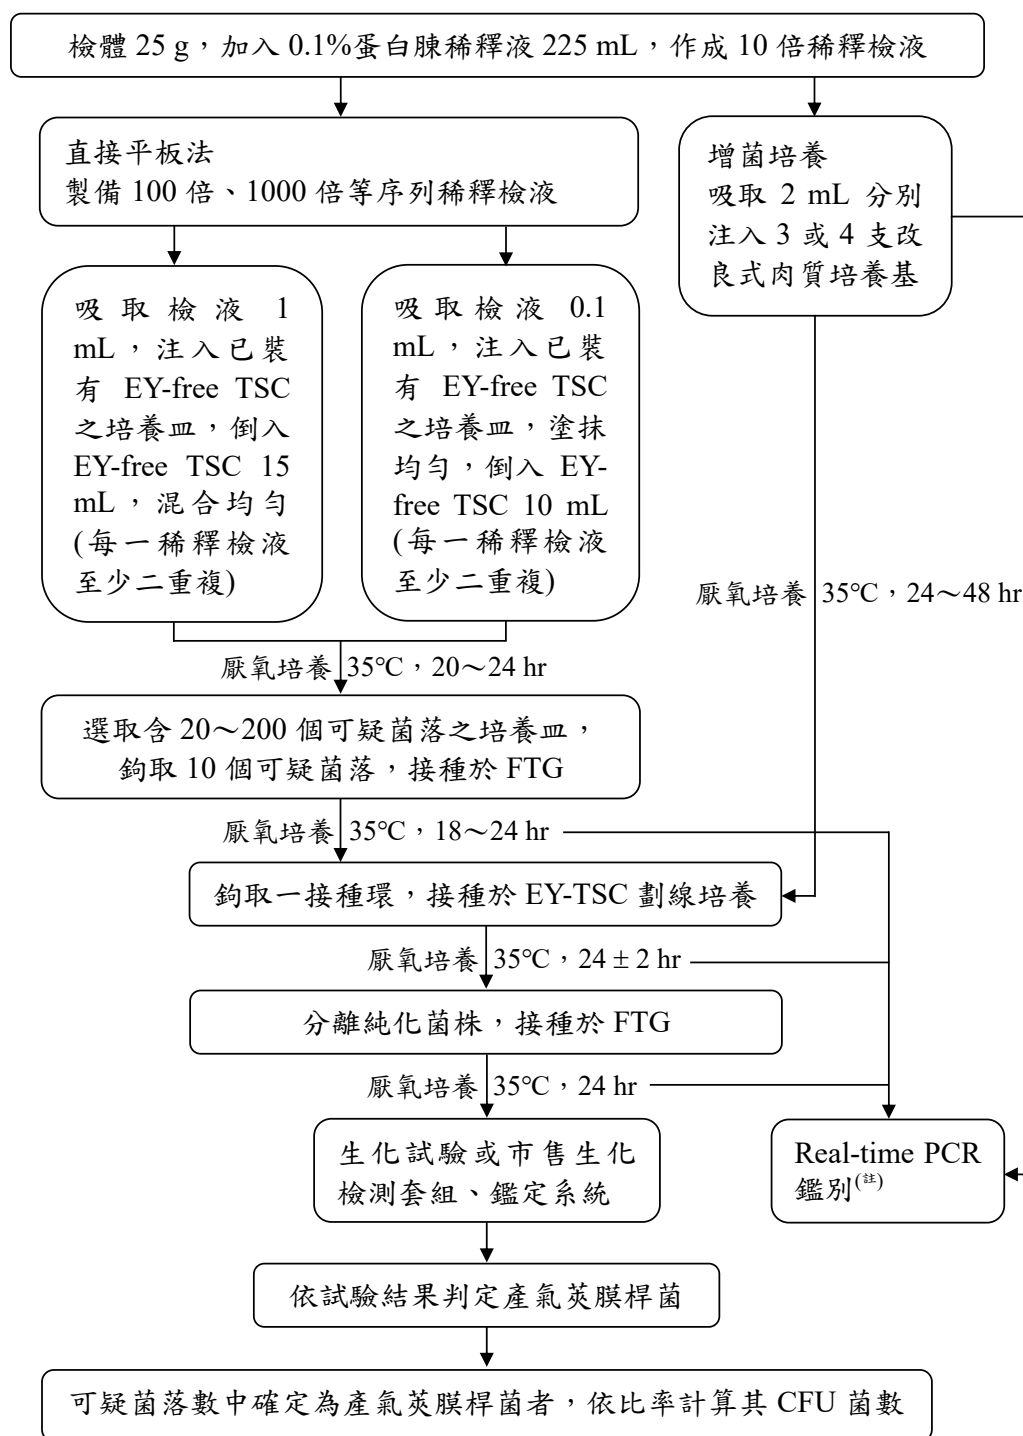 檢體 25 g，加入 0.1%蛋白腖稀釋液 225 mL，作成 10 倍稀釋檢液
直接平板法
製備 100 倍、1000 倍等序列稀釋檢液
增菌培養
吸取 2 mL 分別
注入 3 或 4 支改
良式肉質培養基
吸取檢液 1
mL，注入已裝
有 EY-free TSC
之培養皿，倒入
EY-free TSC 15
mL，混合均勻
(每一稀釋檢液
至少二重複)
吸取檢液 0.1
mL，注入已裝
有 EY-free TSC
之培養皿，塗抹
均勻，倒入 EY-
free TSC 10 mL
(每一稀釋檢液
至少二重複)
厭氧培養 35℃，24～48 hr
厭氧培養 35℃，20～24 hr
選取含 20～200 個可疑菌落之培養皿，
鉤取 10 個可疑菌落，接種於 FTG
厭氧培養 35℃，18～24 hr
鉤取一接種環，接種於 EY-TSC 劃線培養
厭氧培養 35℃，24 ± 2 hr
分離純化菌株，接種於 FTG
厭氧培養 35℃，24 hr
生化試驗或市售生化
檢測套組、鑑定系統
Real-time PCR
鑑別(註)
依試驗結果判定產氣莢膜桿菌
可疑菌落數中確定為產氣莢膜桿菌者，依比率計算其 CFU 菌數